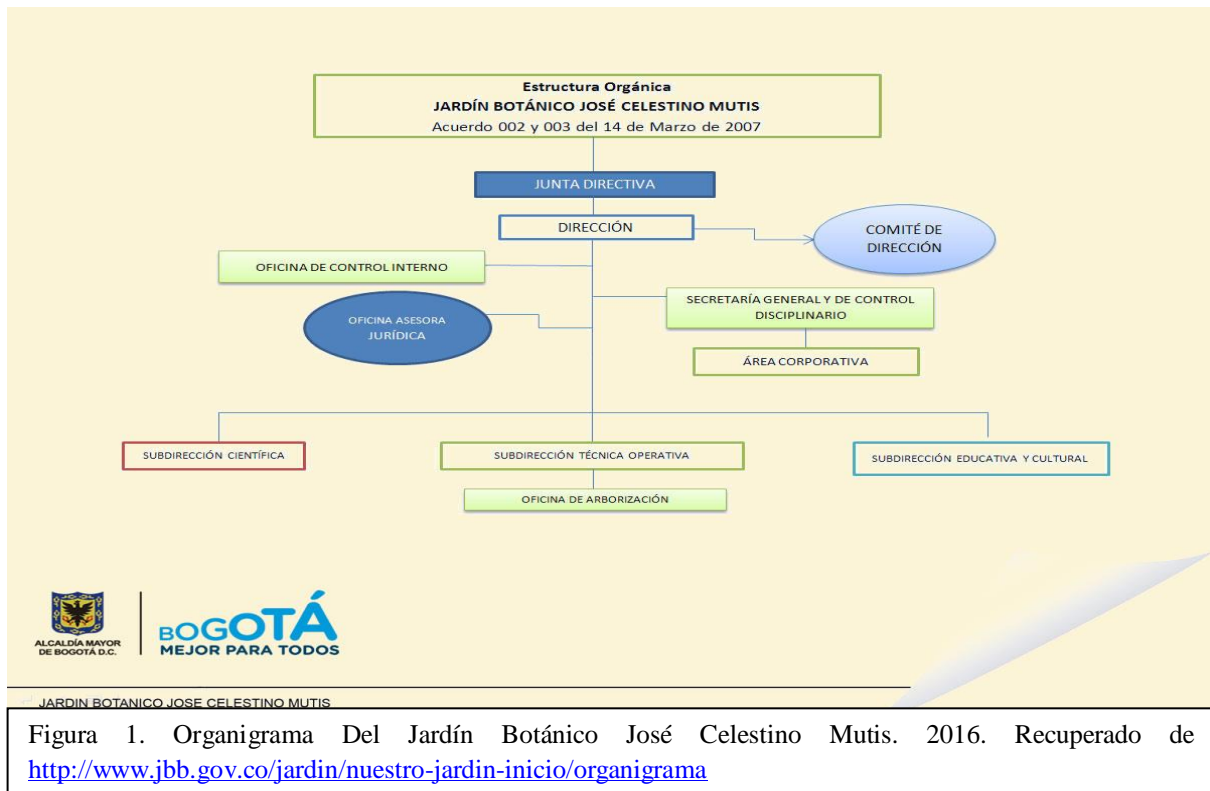 Estructura Orgánica
JARDÍN BOTÁNICO JOSÉ CELESTINO MUTIS
Acuerdo 002 y 003 del 14 de Marzo de 2007
JUNTA DIRECTIVA
DIRECCIÓN
COMITÉ DE
DIRECCIÓN
OFICINA DE CONTROL INTERNO
SECRETARÍA GENERAL Y DE CONTROL
DISCIPLINARIO
OFICINA ASESORA
JURÍDICA
ÁREA CORPORATIVA
SUBDIRECCIÓN CIENTÍFICA
SUBDIRECCIÓN TÉCNICA OPERATIVA
SUBDIRECCIÓN EDUCATIVA Y CULTURAL
OFICINA DE ARBORIZACIÓN
ALCALDÍA MAYOR
DE BOGOTÁ D.C.
BOGOTÁ
MEJOR PARA TODOS
JARDIN BOTANICO JOSE CELESTINO MUTIS
Figura 1. Organigrama Del Jardín Botánico José Celestino Mutis. 2016. Recuperado de
http://www.jbb.gov.co/jardin/nuestro-jardin-inicio/organigrama